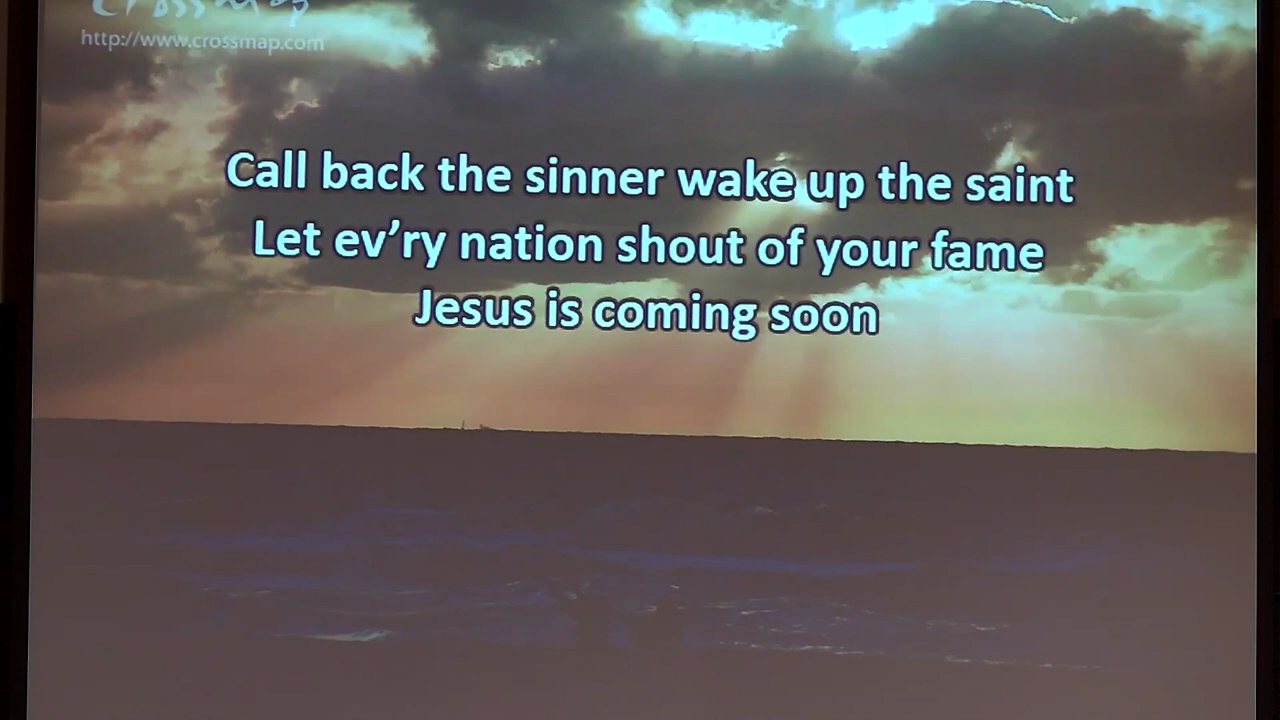 Crossmap
http://www.crossmap.com
Call back the sinner wake up the saint
Let ev’ry nation shout of your fame
Jesus is coming soon